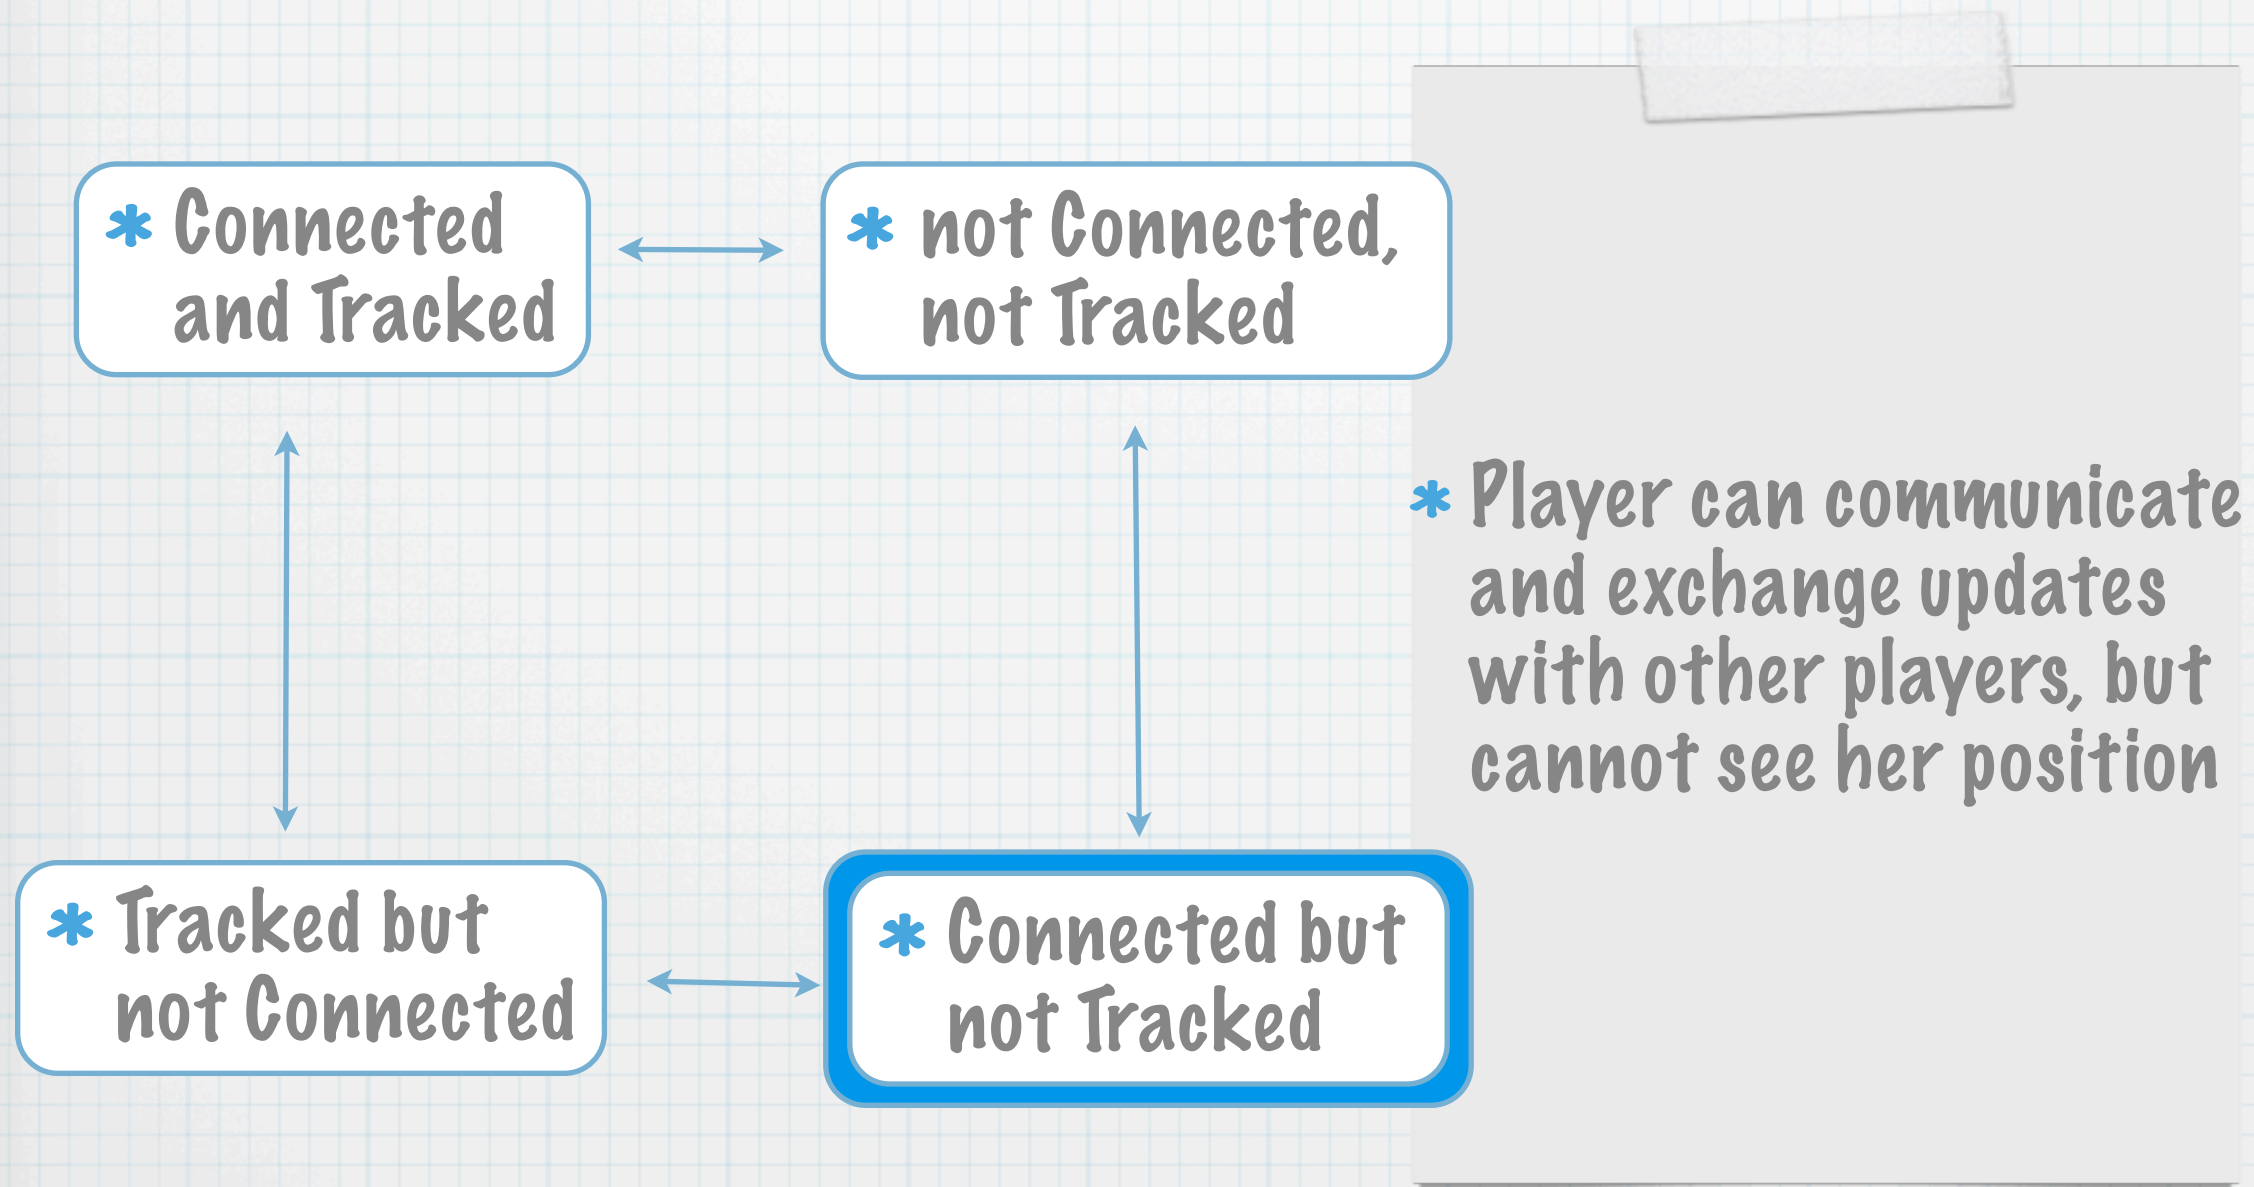 * Connected
and Tracked
* not Connected,
not Tracked
* Tracked but
not Connected
* Connected but
not Tracked
* Player can communicate
and exchange updates
with other players, but
cannot see her position